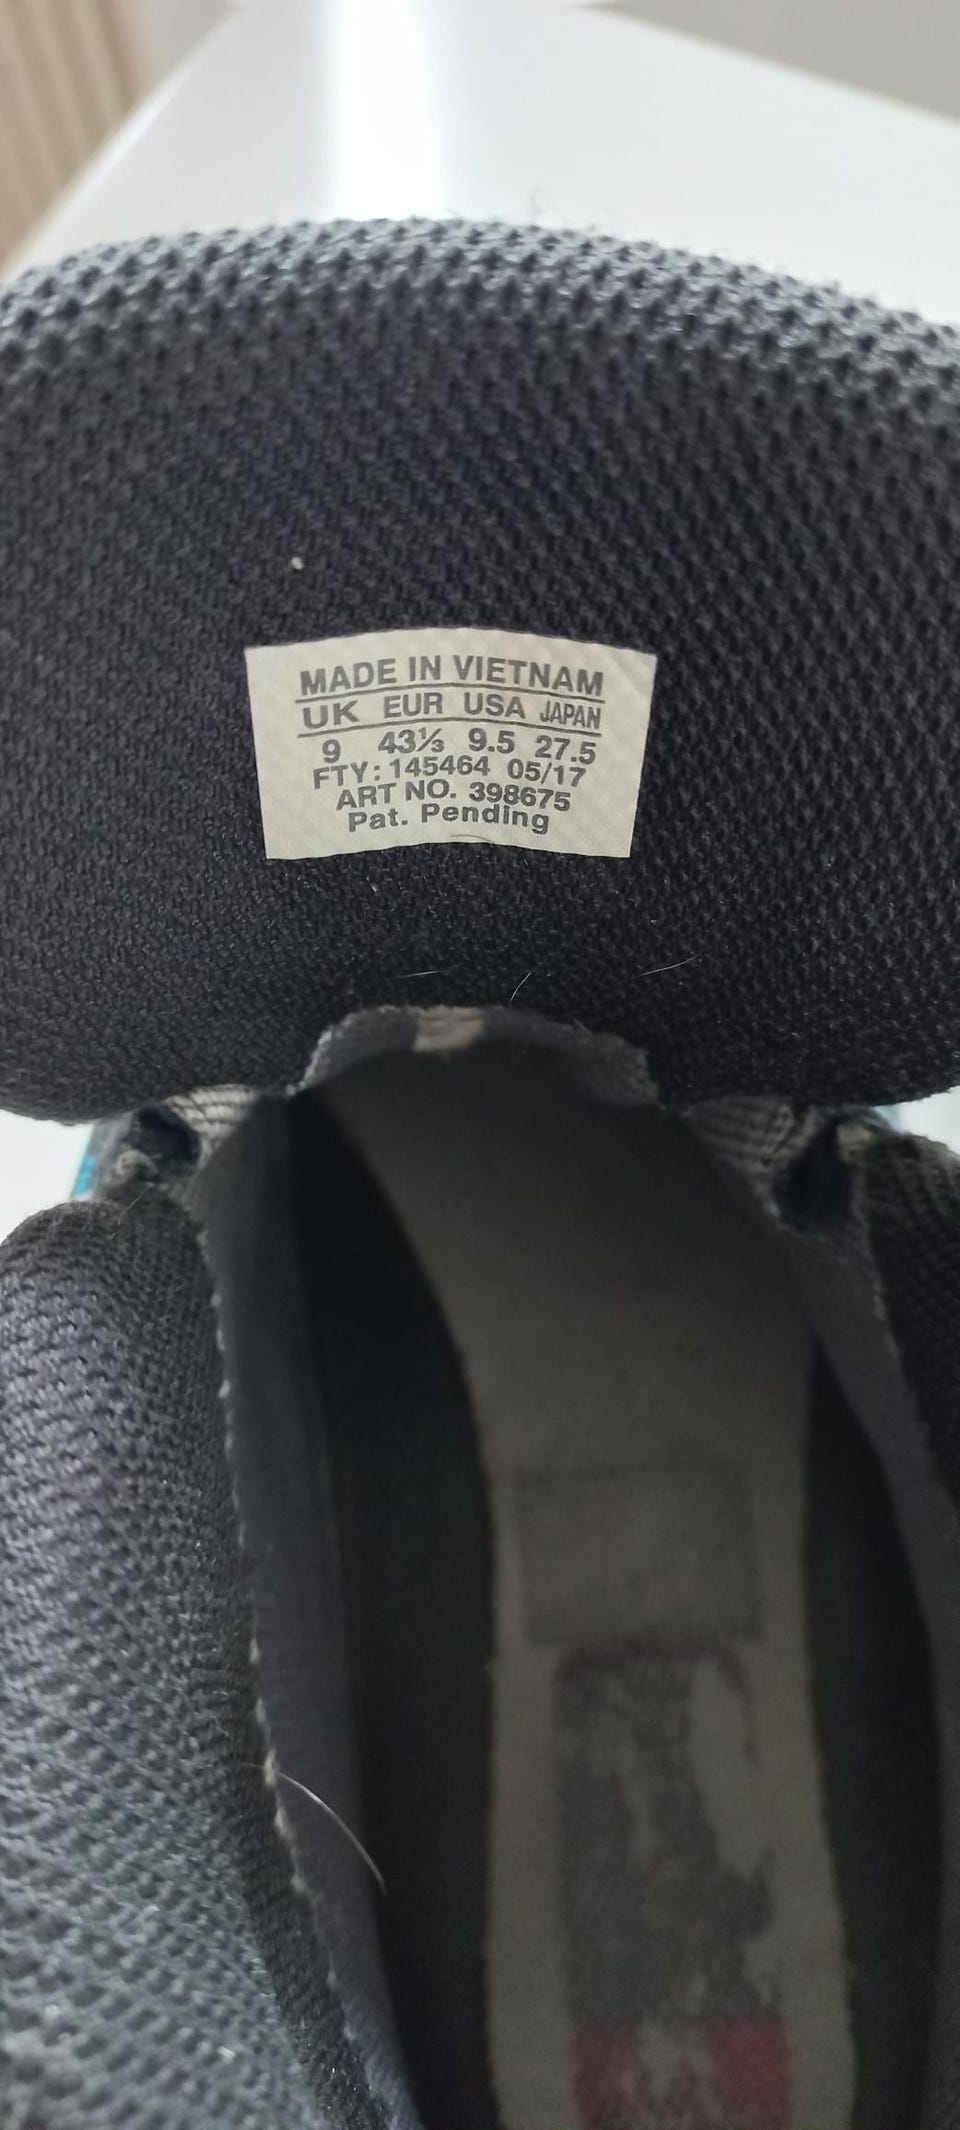 MADE IN VIETNAM
UK EUR USA JAPAN
9 43⅓ 9.5 27.5
FTY: 145464 05/17
ART NO. 398675
Pat. Pending